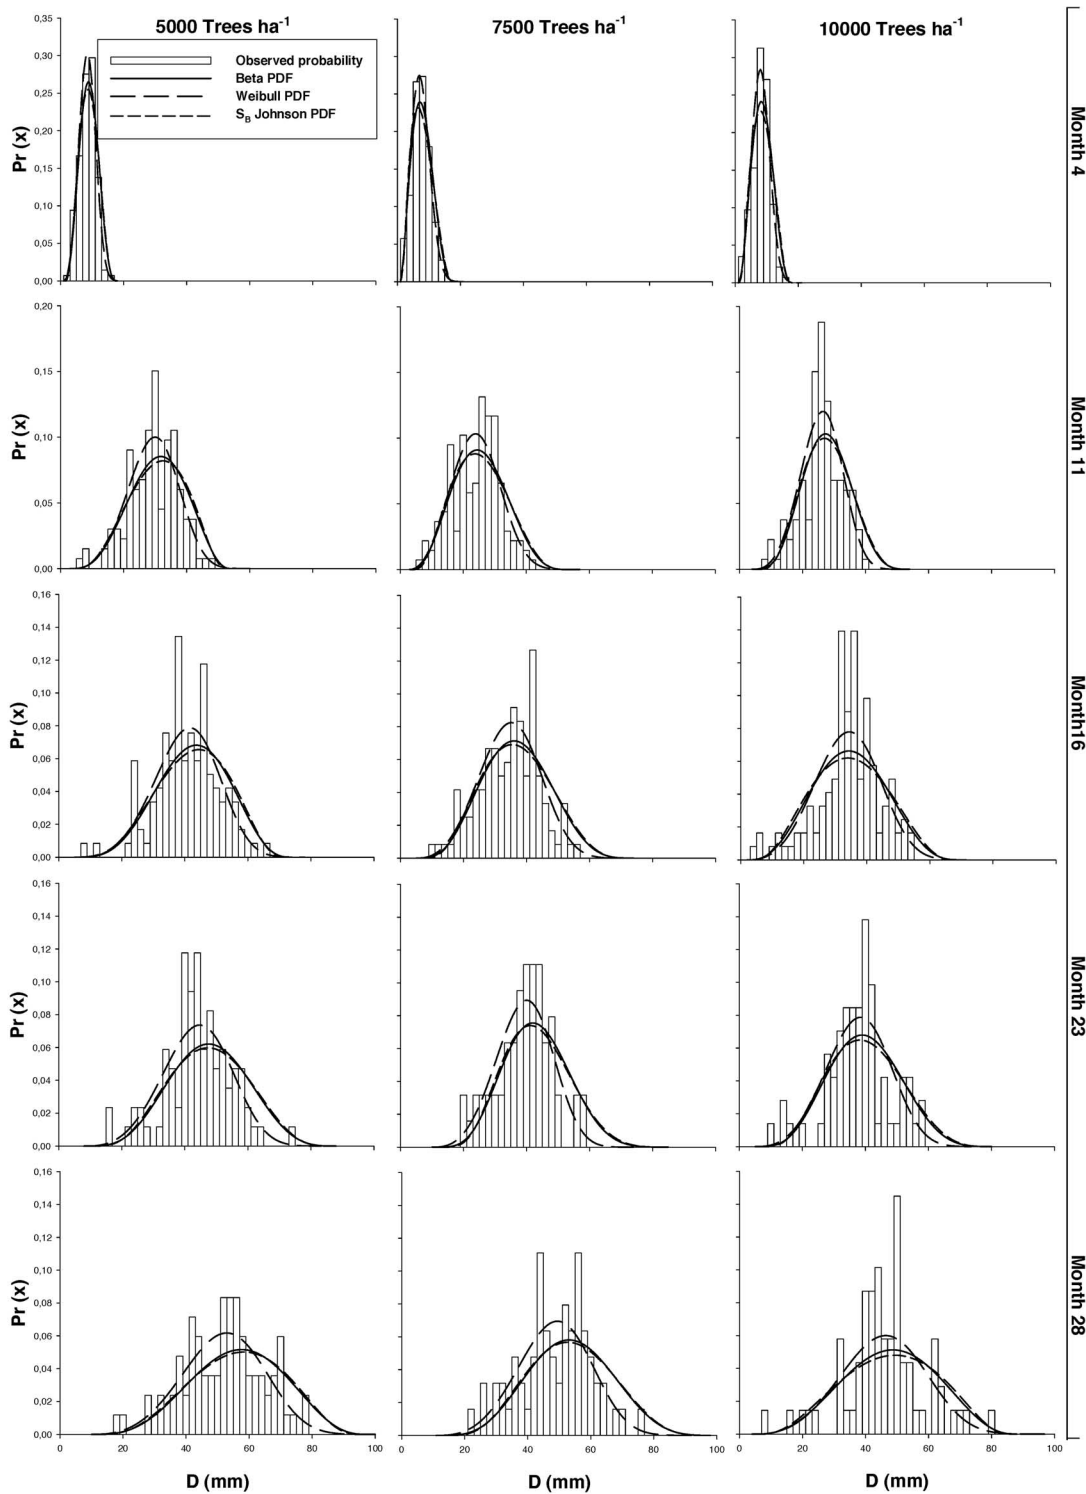 5000 Trees ha-1
7500 Trees ha-1
10000 Trees ha-1
Observed probability
Beta PDF
Weibull PDF
SB Johnson PDF
Pr (x)
0,35
0,30
0,25
0,20
0,15
0,10
0,05
0,00
Month 4
Pr (x)
0,20
0,15
0,10
0,05
0,00
Month 11
Pr (x)
0,16
0,14
0,12
0,10
0,08
0,06
0,04
0,02
0,00
Month16
Pr (x)
0,16
0,14
0,12
0,10
0,08
0,06
0,04
0,02
0,00
Month 23
Pr (x)
0,16
0,14
0,12
0,10
0,08
0,06
0,04
0,02
0,00
Month 28
0 20 40 60 80 100
0 20 40 60 80 100
0 20 40 60 80 100
D (mm)
D (mm)
D (mm)